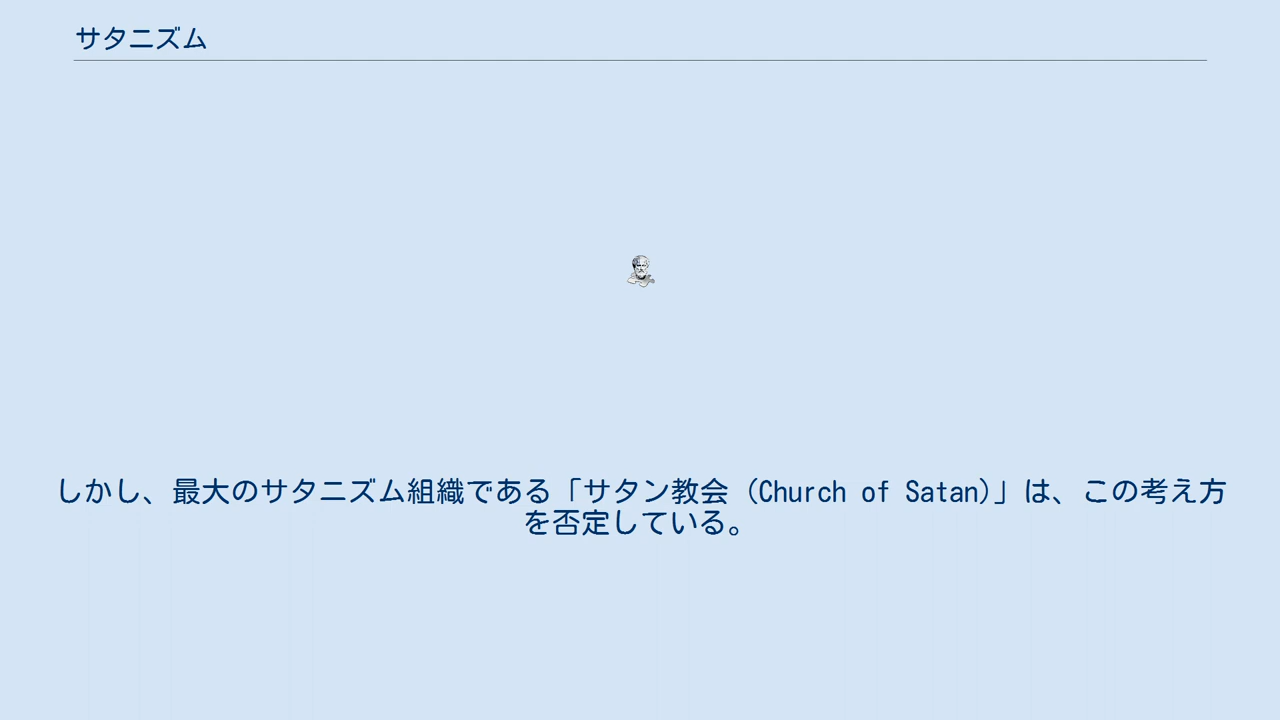 サタニズム
しかし、最大のサタニズム組織である「サタン教会 (Church of Satan)」は、この考え方
を否定している。